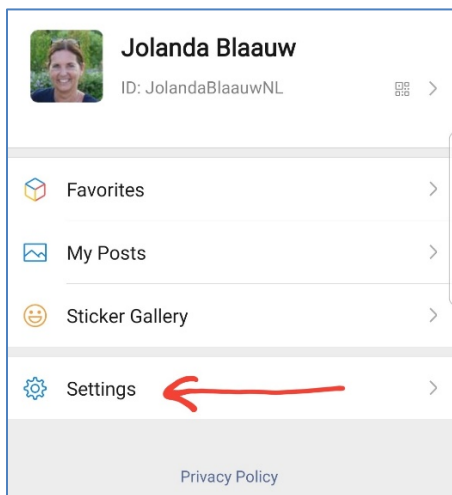 Jolanda Blaauw
ID: JolandaBlaauwNL
Favorites
My Posts
Sticker Gallery
Settings
Privacy Policy